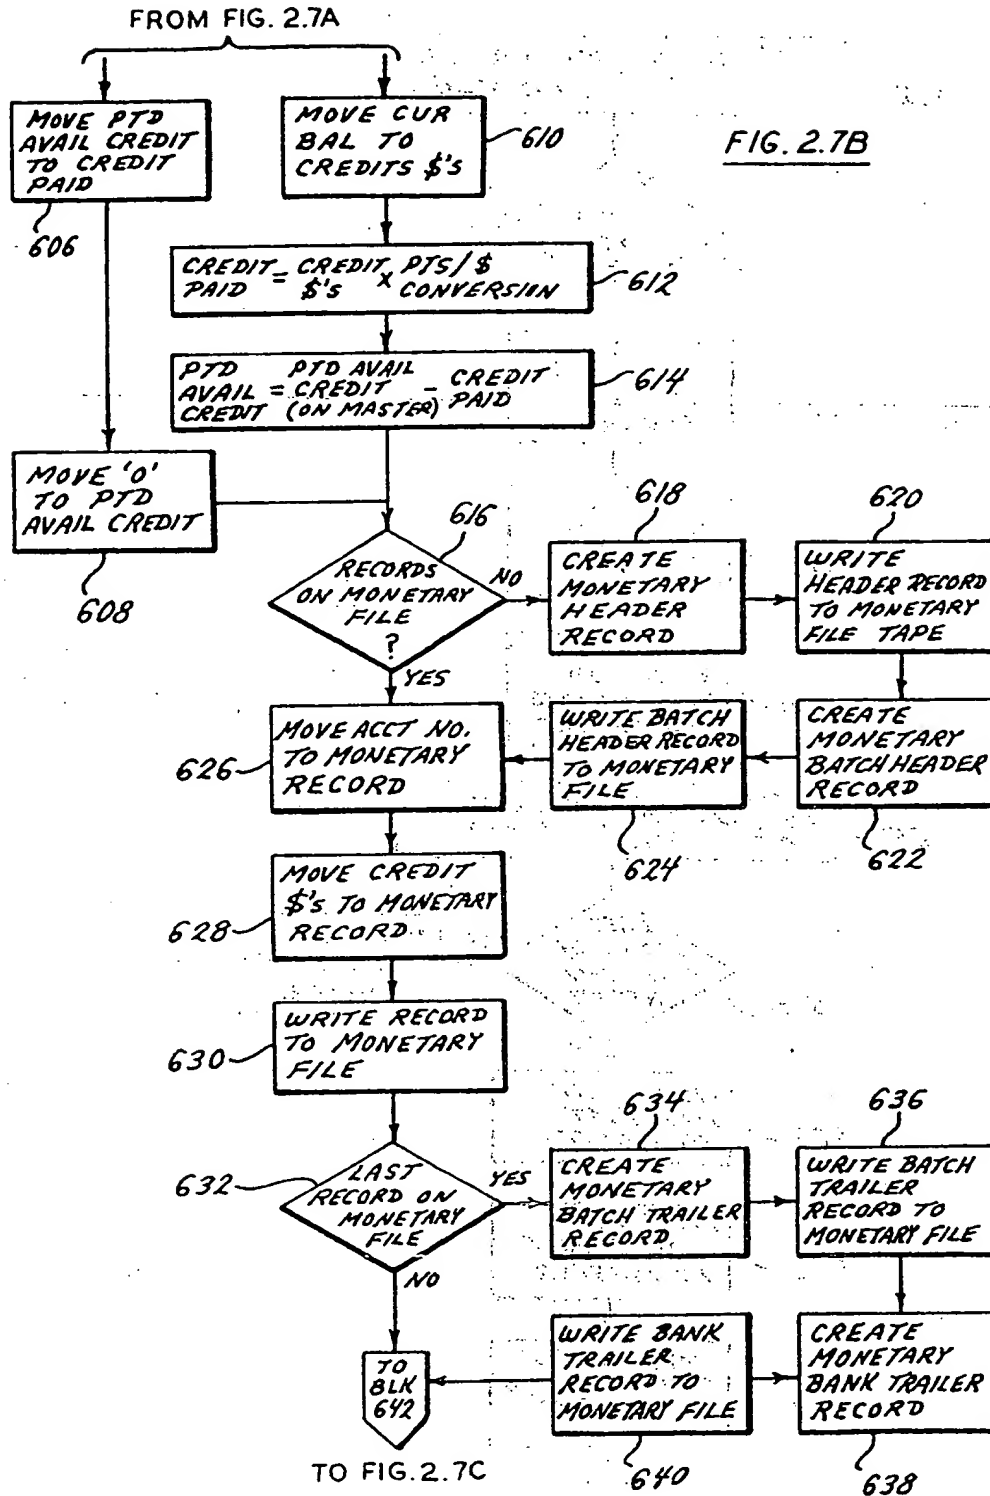 FROM FIG. 2.7A
FIG. 2.7B
MOVE PTD
AVAIL CREDIT
TO CREDIT
PAID
606
MOVE CUR
BAL TO
CREDITS $'s
610
CREDIT PAID = CREDIT $'s x PTS/$ CONVERSION
612
PTD AVAIL CREDIT = PTD AVAIL CREDIT (ON MASTER) - CREDIT PAID
614
MOVE 'O'
TO PTD
AVAIL CREDIT
608
616
RECORDS
ON MONETARY
FILE
?
NO
YES
618
CREATE
MONETARY
HEADER
RECORD
620
WRITE
HEADER RECORD
TO MONETARY
FILE TAPE
CREATE
MONETARY
BATCH HEADER
RECORD
622
WRITE BATCH
HEADER RECORD
TO MONETARY
FILE
624
MOVE ACCT NO.
TO MONETARY
RECORD
626
MOVE CREDIT
$'s TO MONETARY
RECORD
628
WRITE RECORD
TO MONETARY
FILE
630
LAST
RECORD ON
MONETARY
FILE
632
YES
NO
634
CREATE
MONETARY
BATCH TRAILER
RECORD
636
WRITE BATCH
TRAILER
RECORD TO
MONETARY FILE
CREATE
MONETARY
BANK TRAILER
RECORD
638
WRITE BANK
TRAILER
RECORD TO
MONETARY FILE
640
TO
BLK
642
TO FIG. 2.7C